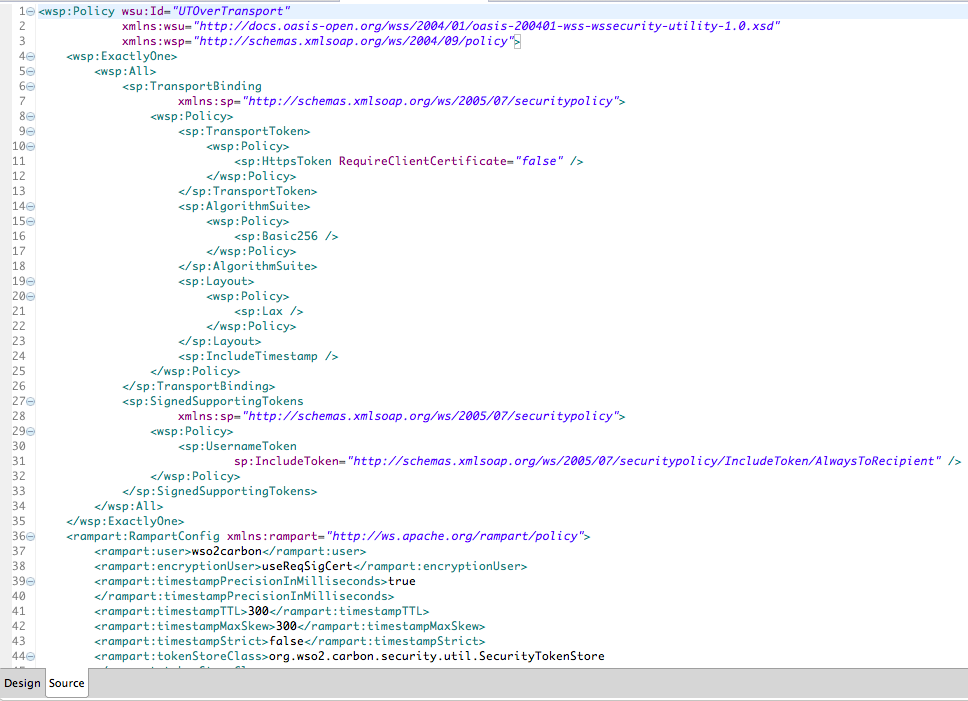 1 <wsp:Policy wsu:Id="UTOverTransport"
2 xmlns:wsu="http://docs.oasis-open.org/wss/2004/01/oasis-200401-wss-wssecurity-utility-1.0.xsd"
3 xmlns:wsp="http://schemas.xmlsoap.org/ws/2004/09/policy">
4 <wsp:ExactlyOne>
5 <wsp:All>
6 <sp:TransportBinding
7 xmlns:sp="http://schemas.xmlsoap.org/ws/2005/07/securitypolicy">
8 <wsp:Policy>
9 <sp:TransportToken>
10 <wsp:Policy>
11 <sp:HttpsToken RequireClientCertificate="false" />
12 </wsp:Policy>
13 </sp:TransportToken>
14 <sp:AlgorithmSuite>
15 <wsp:Policy>
16 <sp:Basic256 />
17 </wsp:Policy>
18 </sp:AlgorithmSuite>
19 <sp:Layout>
20 <wsp:Policy>
21 <sp:Lax />
22 </wsp:Policy>
23 </sp:Layout>
24 <sp:IncludeTimestamp />
25 </wsp:Policy>
26 </sp:TransportBinding>
27 <sp:SignedSupportingTokens
28 xmlns:sp="http://schemas.xmlsoap.org/ws/2005/07/securitypolicy">
29 <wsp:Policy>
30 <sp:UsernameToken
31 sp:IncludeToken="http://schemas.xmlsoap.org/ws/2005/07/securitypolicy/IncludeToken/AlwaysToRecipient" />
32 </wsp:Policy>
33 </sp:SignedSupportingTokens>
34 </wsp:All>
35 </wsp:ExactlyOne>
36 <rampart:RampartConfig xmlns:rampart="http://ws.apache.org/rampart/policy">
37 <rampart:user>wso2carbon</rampart:user>
38 <rampart:encryptionUser>useReqSigCert</rampart:encryptionUser>
39 <rampart:timestampPrecisionInMilliseconds>true
40 </rampart:timestampPrecisionInMilliseconds>
41 <rampart:timestampTTL>300</rampart:timestampTTL>
42 <rampart:timestampMaxSkew>300</rampart:timestampMaxSkew>
43 <rampart:timestampStrict>false</rampart:timestampStrict>
44 <rampart:tokenStoreClass>org.wso2.carbon.security.util.SecurityTokenStore
Design Source